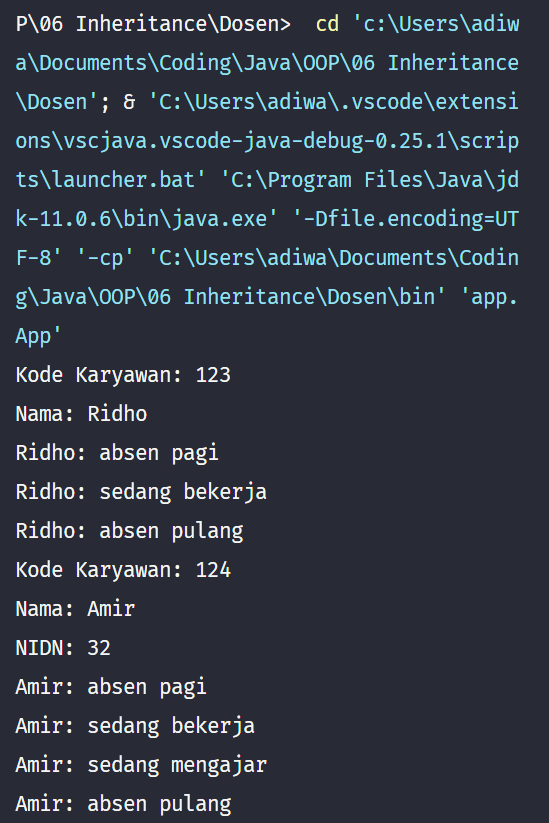 P\06 Inheritance\Dosen>  cd 'c:\Users\adiw
a\Documents\Coding\Java\OOP\06 Inheritance
\Dosen'; & 'C:\Users\adiwa\.vscode\extensi
ons\vscjava.vscode-java-debug-0.25.1\scrip
ts\launcher.bat' 'C:\Program Files\Java\jd
k-11.0.6\bin\java.exe' '-Dfile.encoding=UT
F-8' '-cp' 'C:\Users\adiwa\Documents\Codin
g\Java\OOP\06 Inheritance\Dosen\bin' 'app.
App'
Kode Karyawan: 123
Nama: Ridho
Ridho: absen pagi
Ridho: sedang bekerja
Ridho: absen pulang
Kode Karyawan: 124
Nama: Amir
NIDN: 32
Amir: absen pagi
Amir: sedang bekerja
Amir: sedang mengajar
Amir: absen pulang